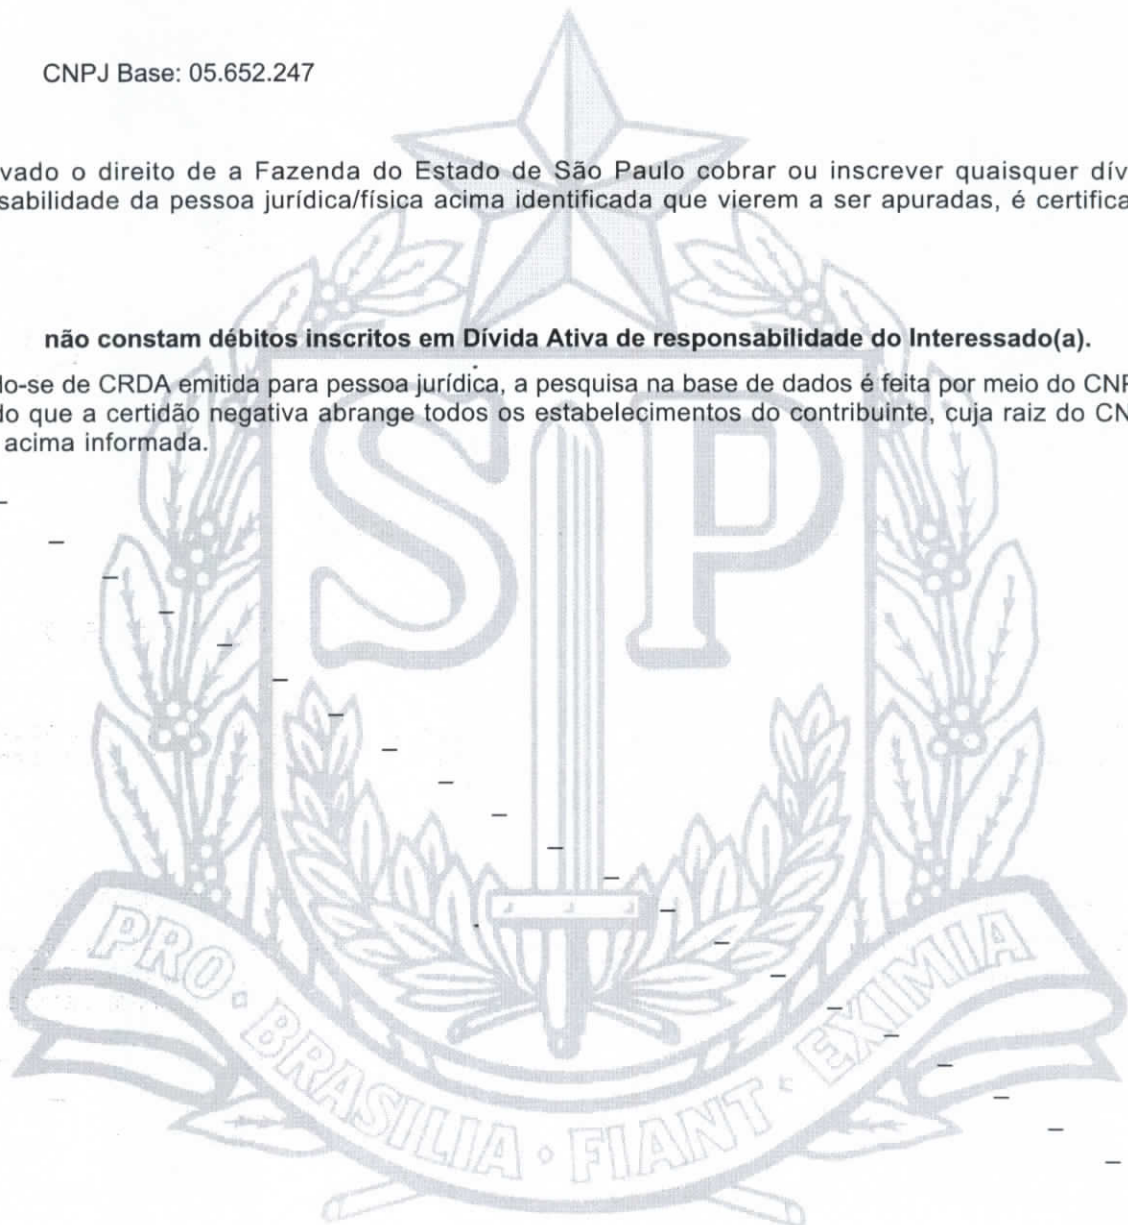 CNPJ Base: 05.652.247
vado o direito de a Fazenda do Estado de São Paulo cobrar ou inscrever quaisquer dív
sabilidade da pessoa jurídica/física acima identificada que vierem a ser apuradas, é certifica
não constam débitos inscritos em Dívida Ativa de responsabilidade do Interessado(a).
do-se de CRDA emitida para pessoa jurídica, a pesquisa na base de dados é feita por meio do CNP
do que a certidão negativa abrange todos os estabelecimentos do contribuinte, cuja raiz do CN
acima informada.
SP
PRO • BRASILIA • FIANT • EXIMIA